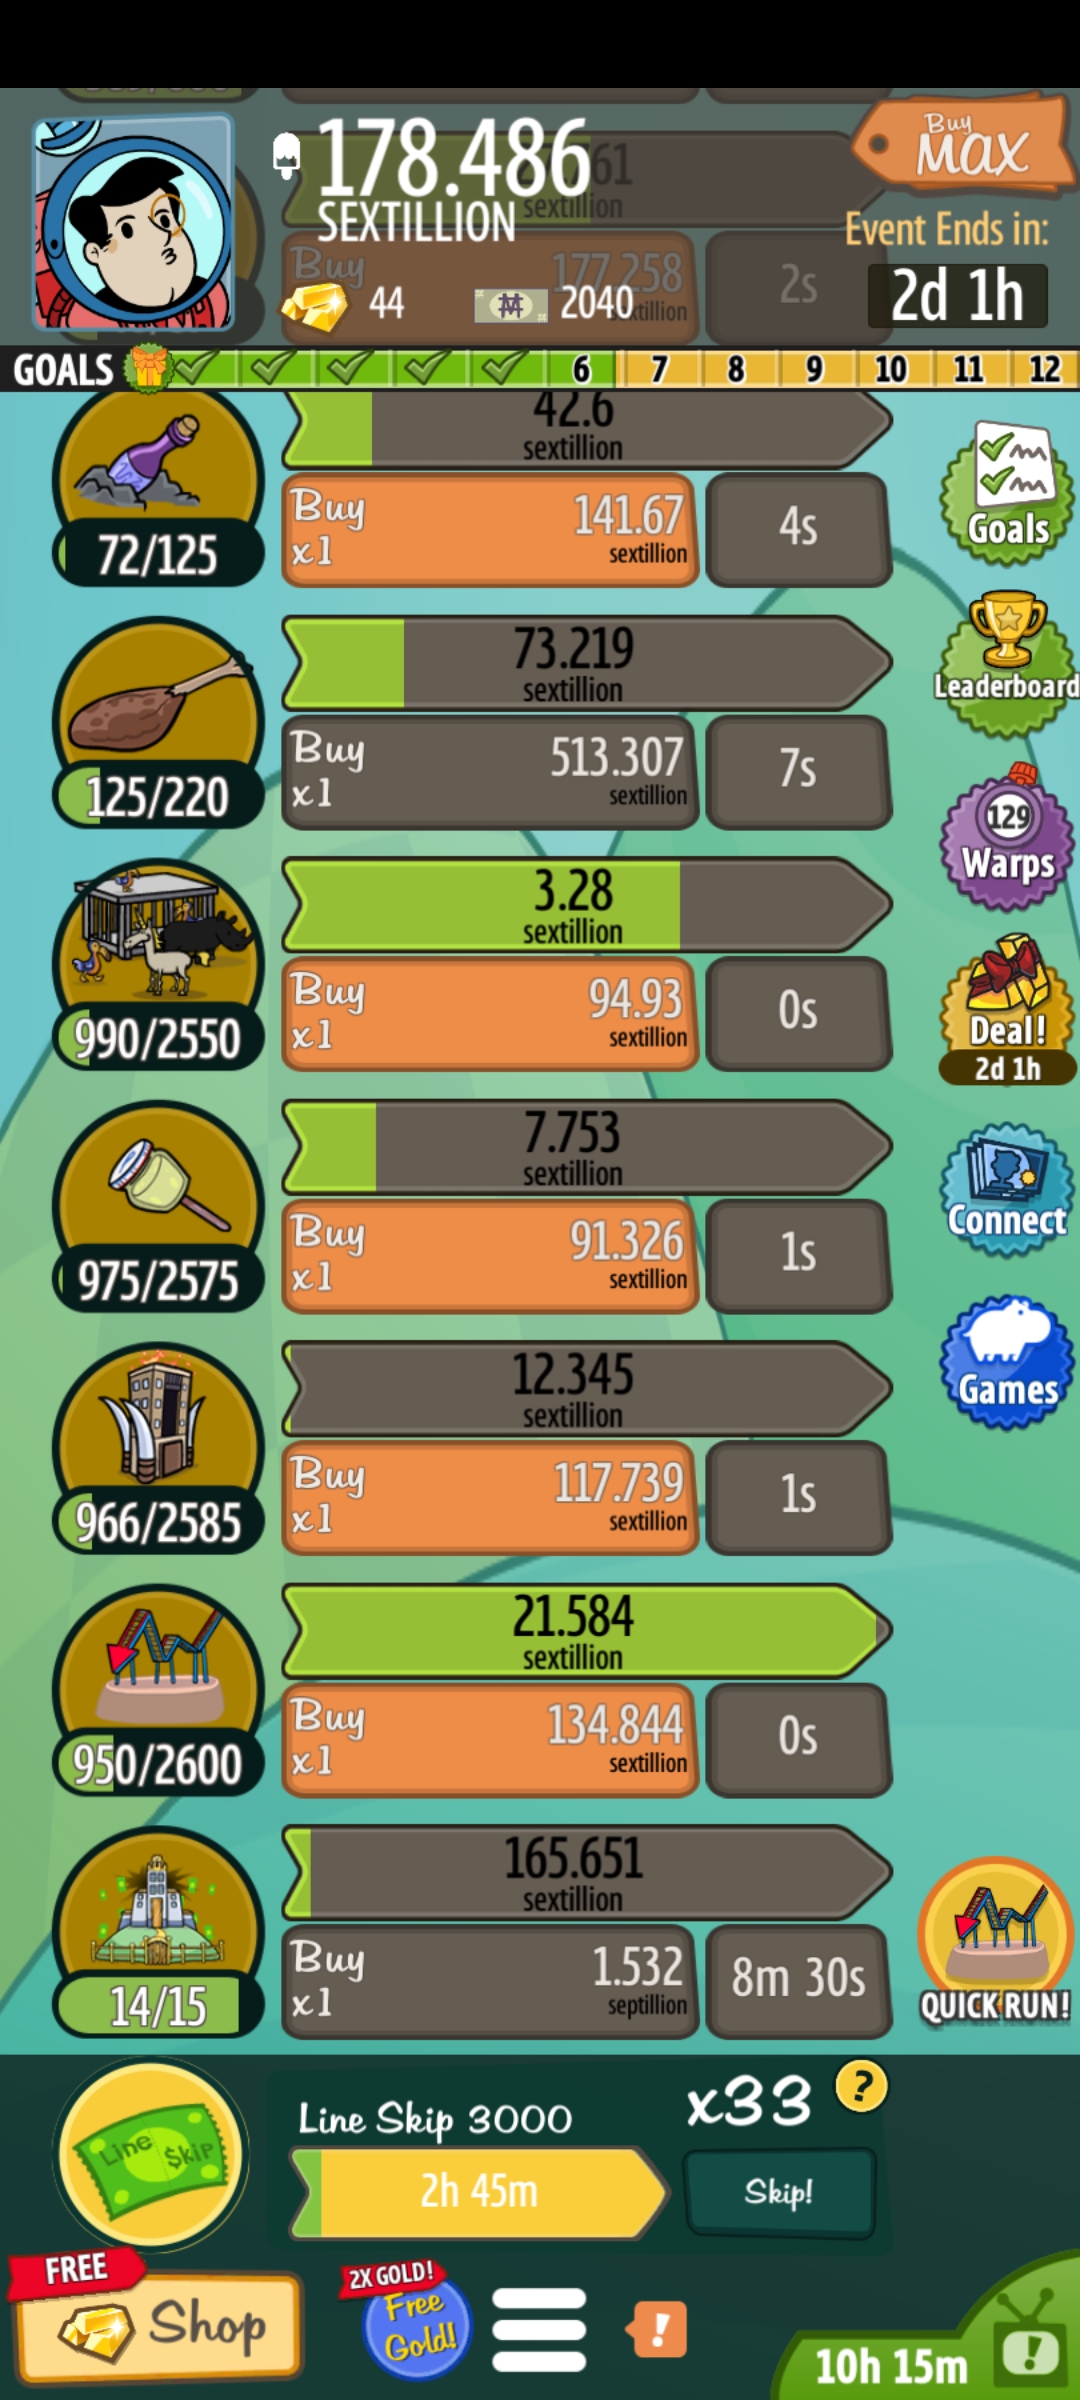 178.486
SEXTILLION
Buy
MAX
Event Ends in:
2d 1h
sextillion
Buy
177.258
2s
44
2040
GOALS
6
7
8
9
10
11
12
42.6
sextillion
72/125
Buy
x1
141.67
sextillion
4s
Goals
73.219
sextillion
125/220
Buy
x1
513.307
sextillion
7s
Leaderboard
129
Warps
3.28
sextillion
990/2550
Buy
x1
94.93
sextillion
0s
Deal!
2d 1h
7.753
sextillion
975/2575
Buy
x1
91.326
sextillion
1s
Connect
12.345
sextillion
966/2585
Buy
x1
117.739
sextillion
1s
Games
21.584
sextillion
950/2600
Buy
x1
134.844
sextillion
0s
165.651
sextillion
14/15
Buy
x1
1.532
septillion
8m 30s
QUICK RUN!
Line Skip
Line Skip 3000
2h 45m
x33
?
Skip!
FREE
Shop
2X GOLD!
Free
Gold!
!
10h 15m
!